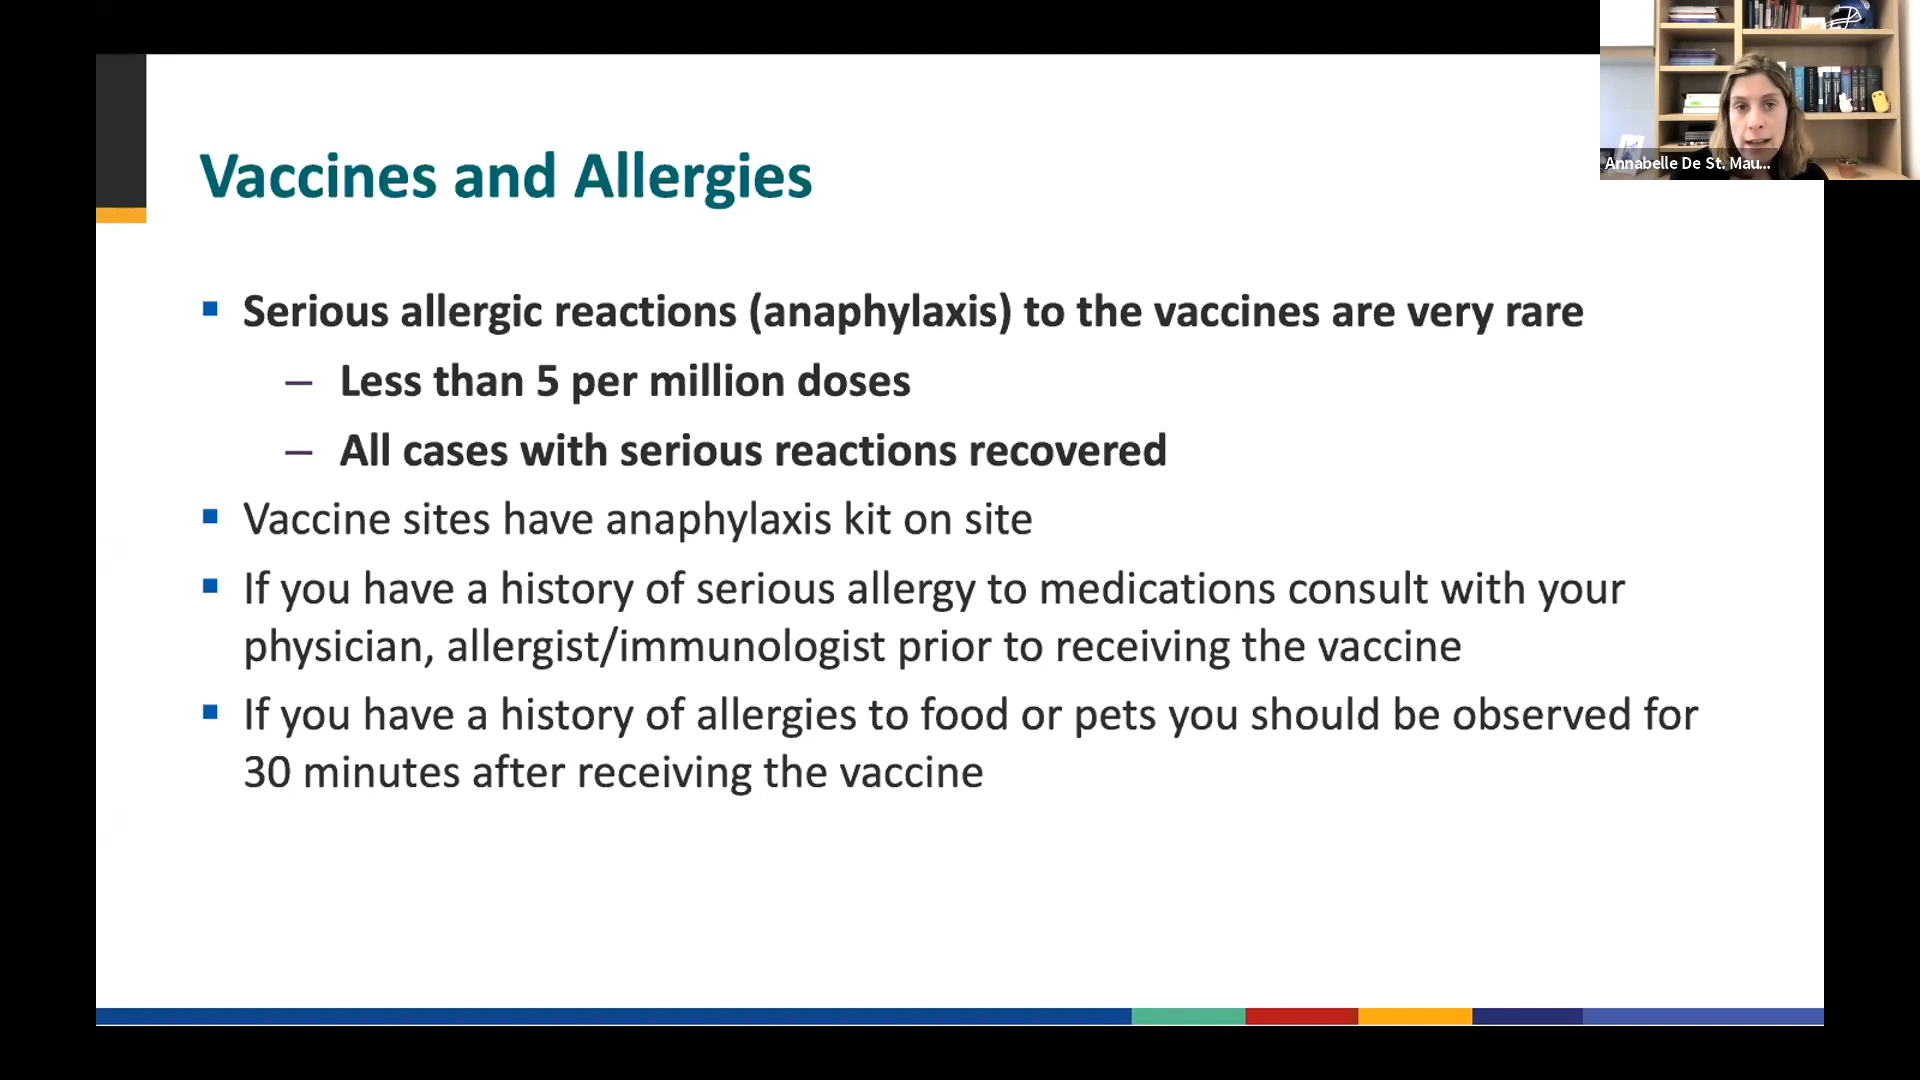 Vaccines and Allergies
▪ Serious allergic reactions (anaphylaxis) to the vaccines are very rare
– Less than 5 per million doses
– All cases with serious reactions recovered
▪ Vaccine sites have anaphylaxis kit on site
▪ If you have a history of serious allergy to medications consult with your
physician, allergist/immunologist prior to receiving the vaccine
▪ If you have a history of allergies to food or pets you should be observed for
30 minutes after receiving the vaccine
Annabelle De St. Mau...